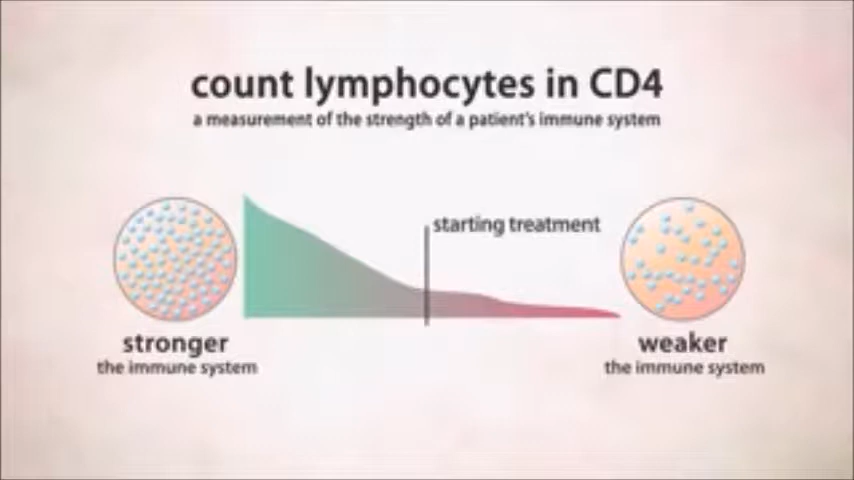 count lymphocytes in CD4
a measurement of the strength of a patient's immune system
starting treatment
stronger
the immune system
weaker
the immune system